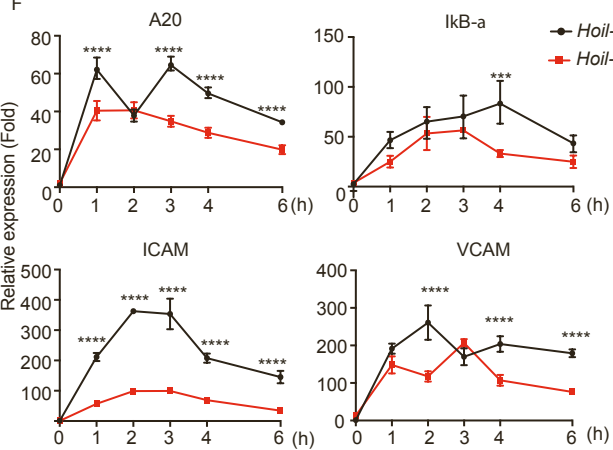 F
A20
IkB-a
Hoil-
Hoil-
Relative expression (Fold)
80
60
40
20
0
****
****
****
****
0 1 2 3 4 6 (h)
150
100
50
0
***
0 1 2 3 4 6 (h)
ICAM
VCAM
500
400
300
200
100
****
****
****
****
****
0 1 2 3 4 6 (h)
400
300
200
100
0
****
****
****
0 1 2 3 4 6 (h)